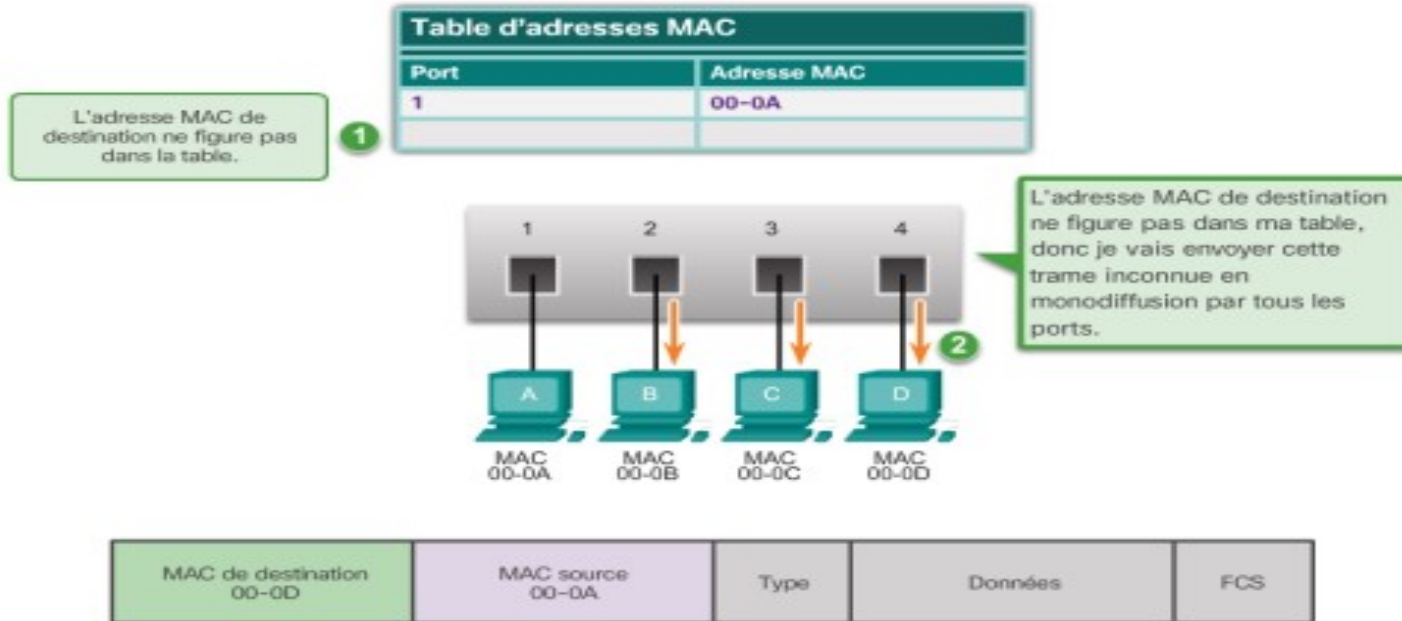 Table d'adresses MAC
Port Adresse MAC
1 00-0A
L'adresse MAC de
destination ne figure pas
dans la table.
1
L'adresse MAC de destination
ne figure pas dans ma table,
donc je vais envoyer cette
trame inconnue en
monodiffusion par tous les
ports.
1 2 3 4
2
A B C D
MAC MAC MAC MAC
00-0A 00-0B 00-0C 00-0D
MAC de destination MAC source Type Données FCS
00-0D 00-0A